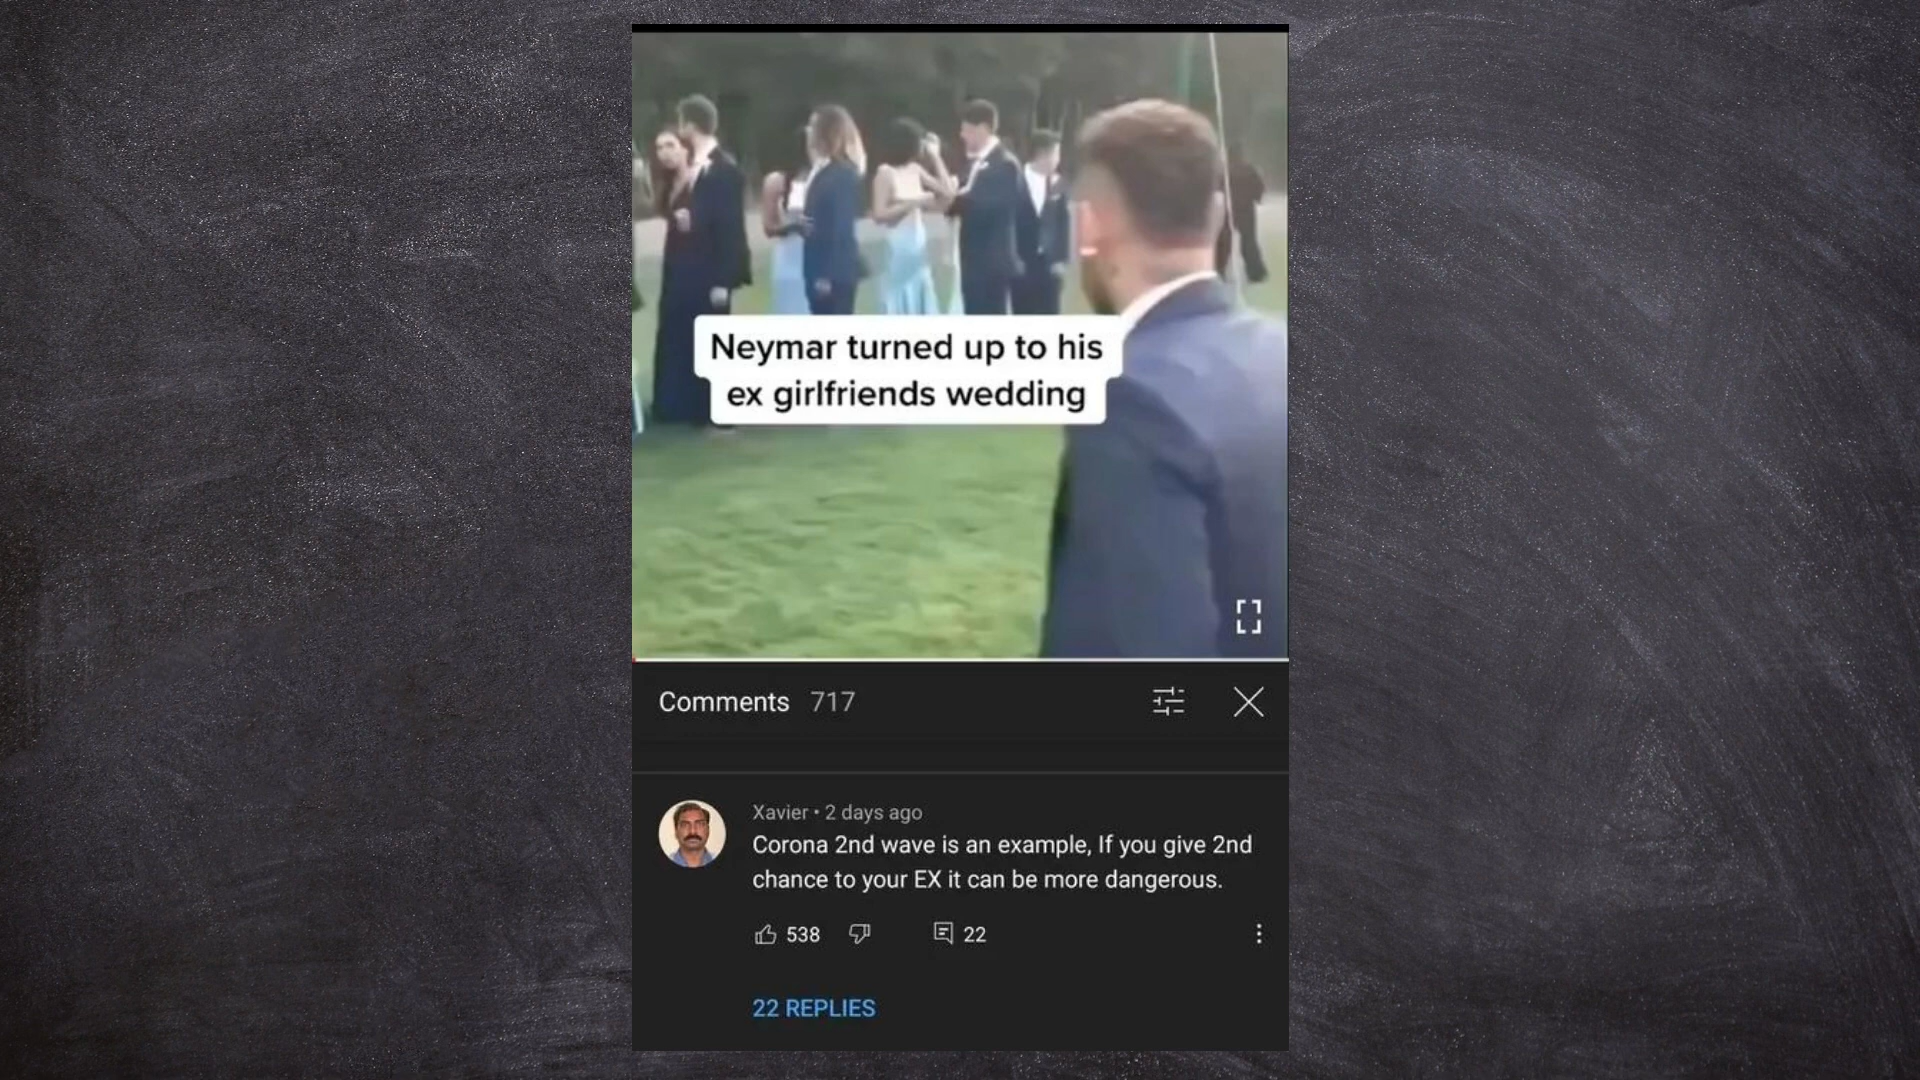 Neymar turned up to his
ex girlfriends wedding
Comments 717
Xavier • 2 days ago
Corona 2nd wave is an example, If you give 2nd
chance to your EX it can be more dangerous.
538 22
22 REPLIES